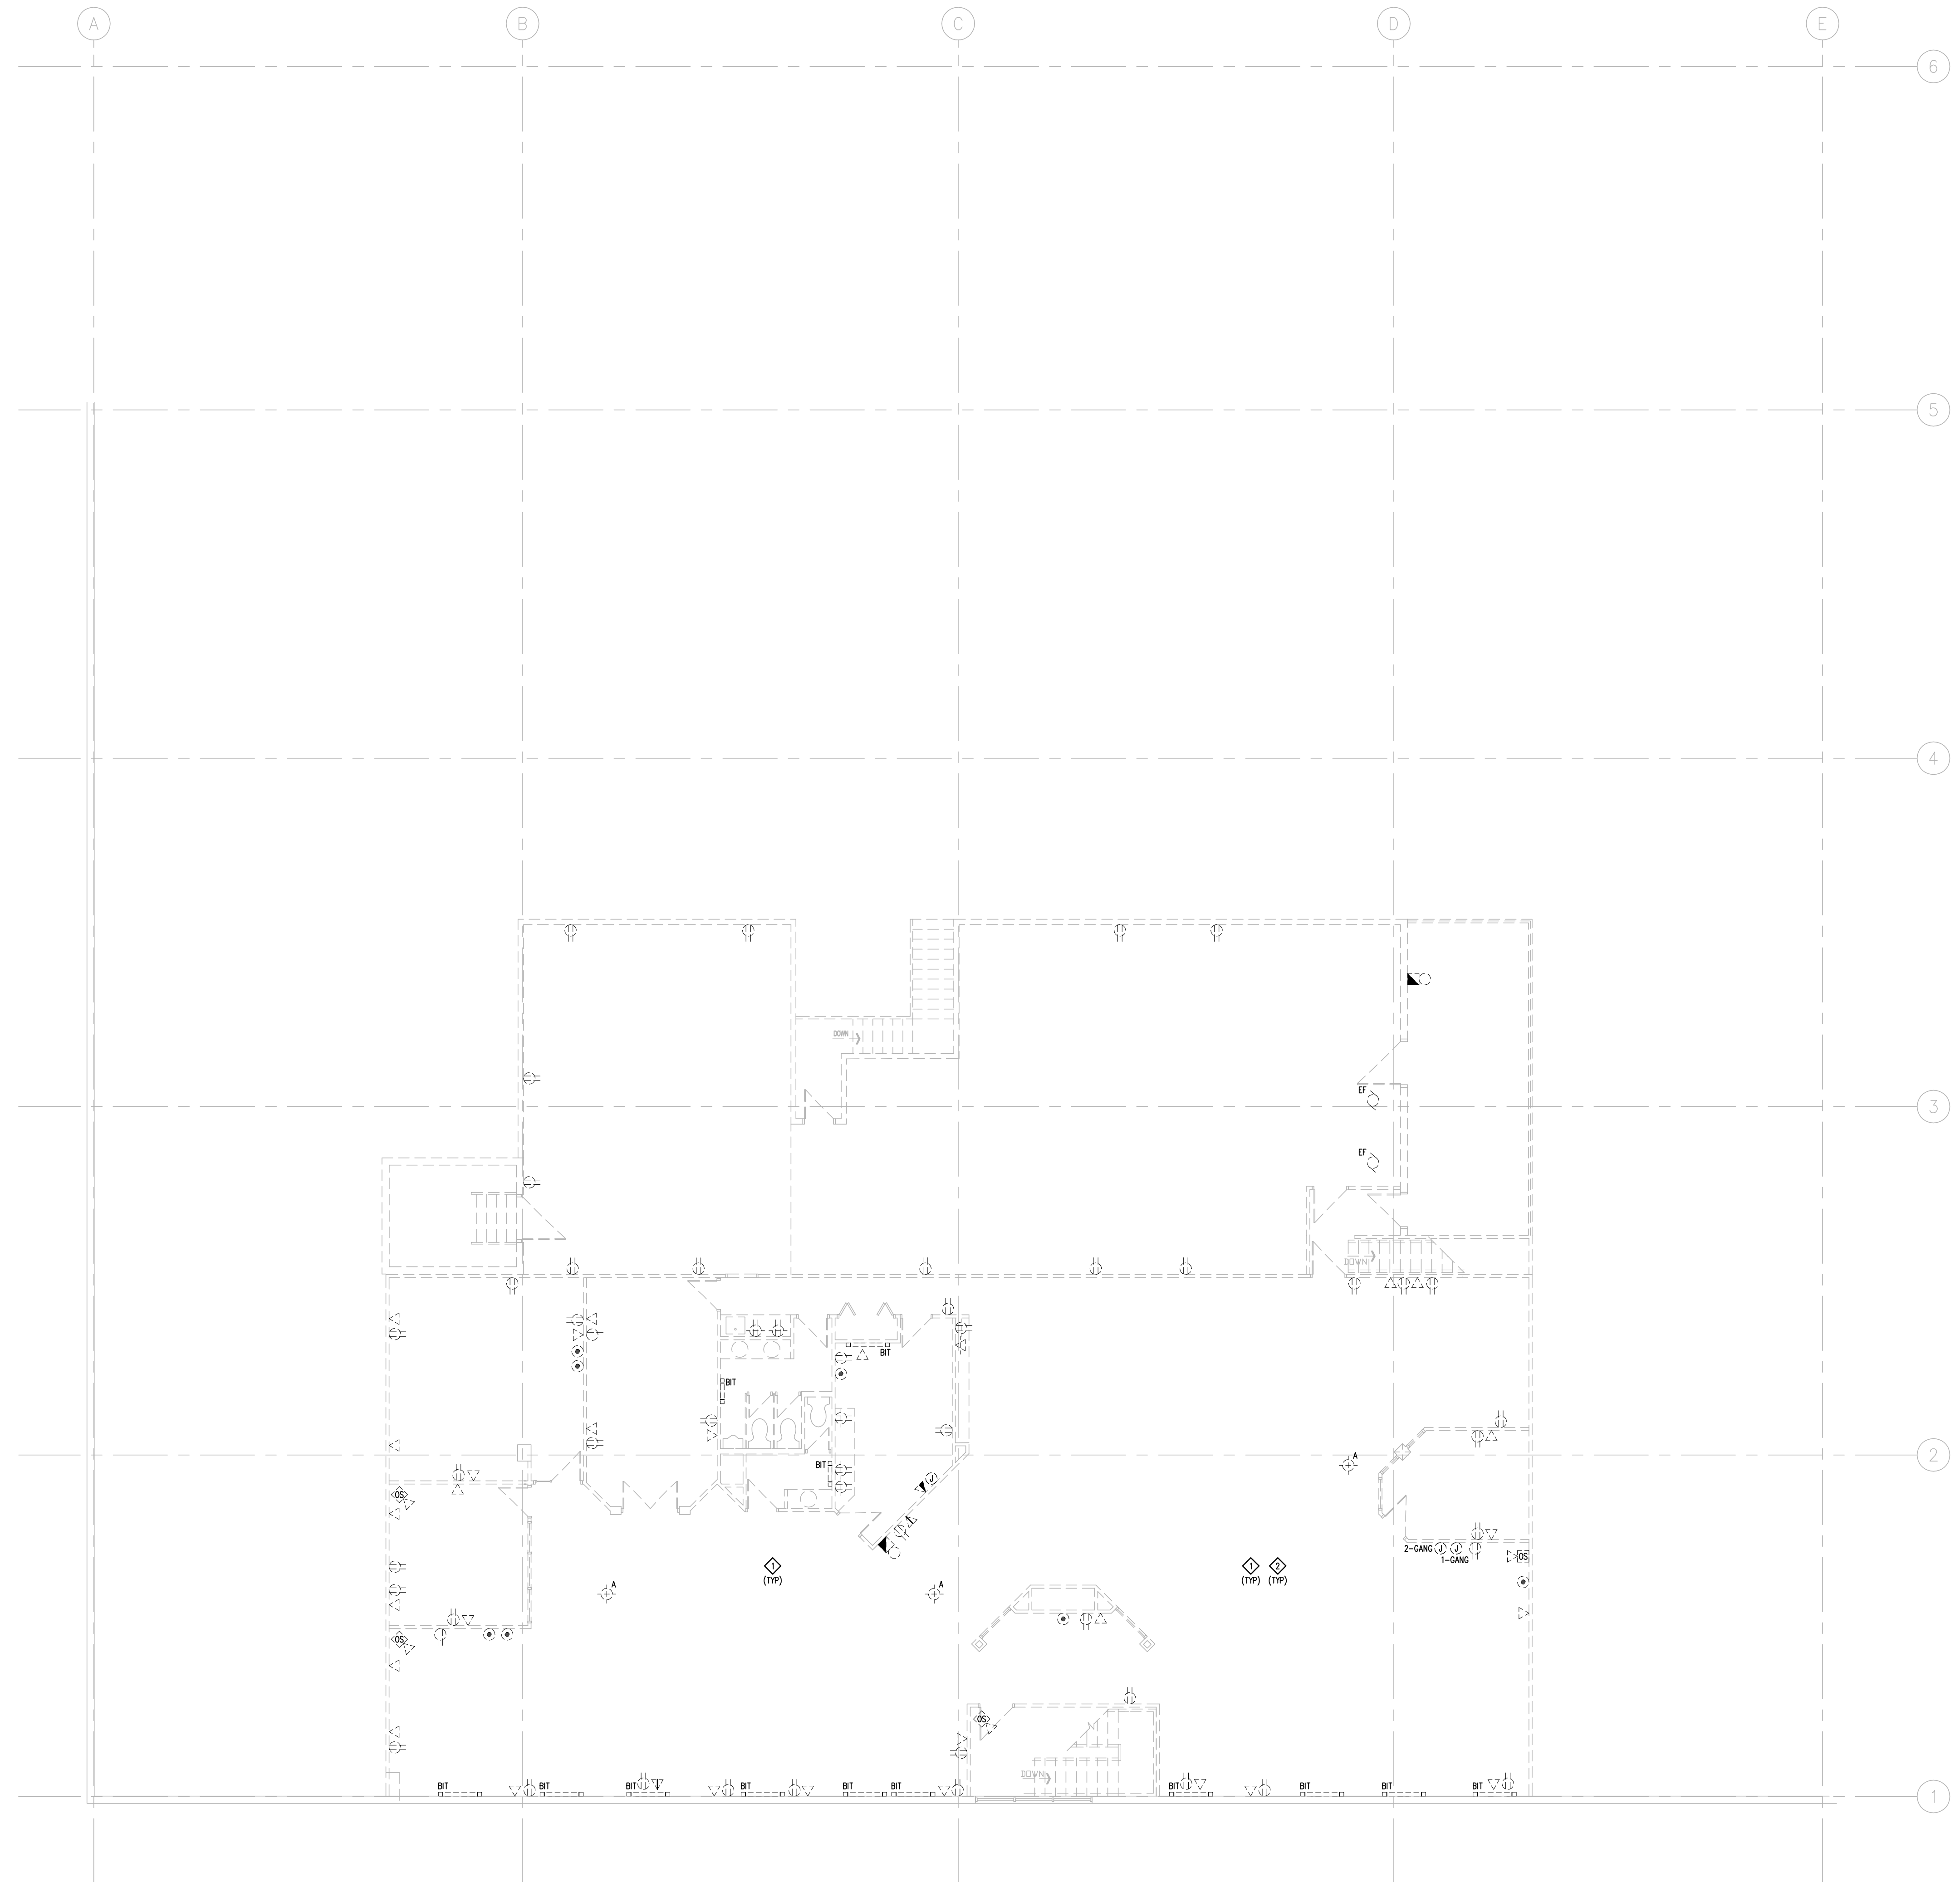 A B C D E
6
5
4
DOWN
EF
3
EF
DOWN
BIT
BIT
A
2
BIT
J
OS
2-GANG J J
1-GANG
OS
1
(TYP)
1
(TYP)
2
(TYP)
A
A
OS
OS
DOWN
BIT BIT BIT BIT BIT BIT BIT BIT BIT BIT
1